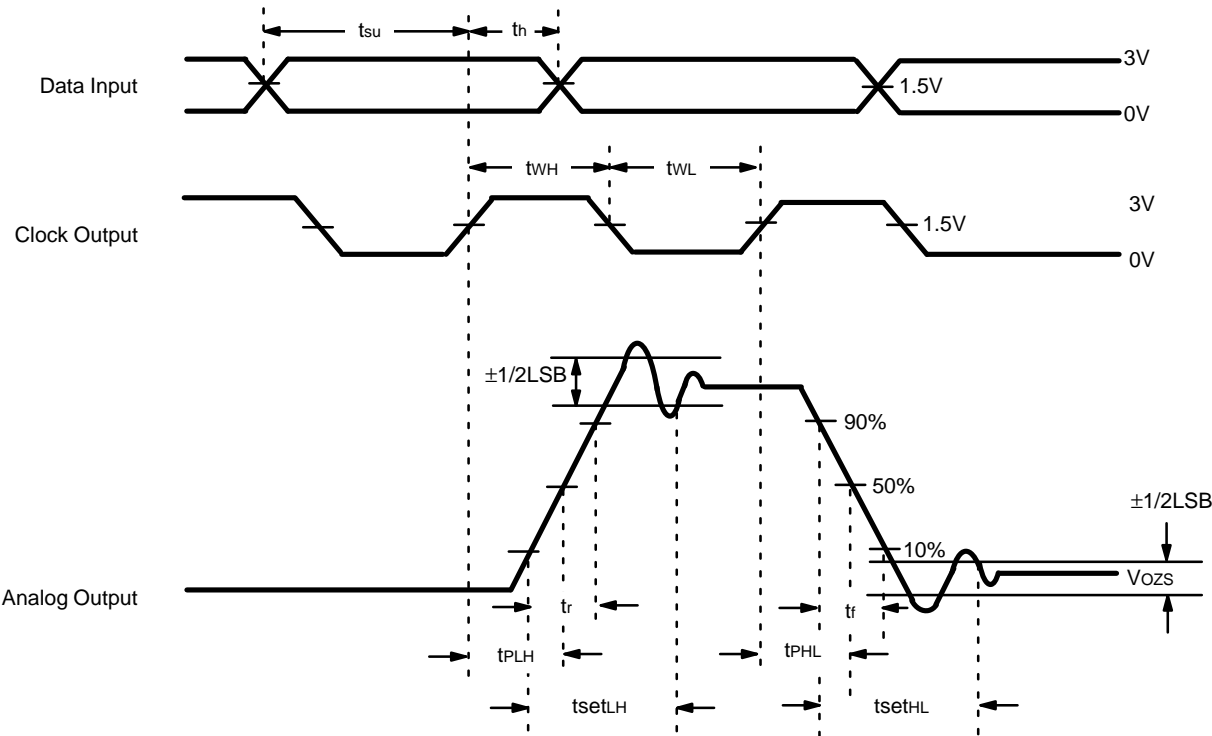 tsu
th
Data Input
3V
1.5V
0V
tWH
tWL
Clock Output
3V
1.5V
0V
±1/2LSB
90%
50%
±1/2LSB
10%
VOZS
Analog Output
tr
tf
tPLH
tPHL
tsetLH
tsetHL